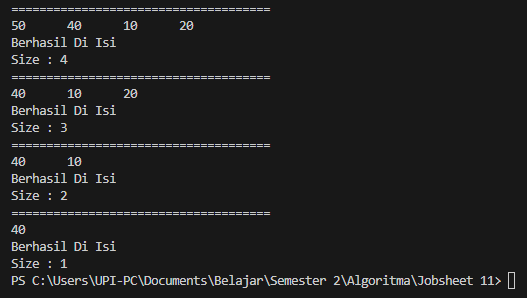 =====================================
50 40 10 20
Berhasil Di Isi
Size : 4
=====================================
40 10 20
Berhasil Di Isi
Size : 3
=====================================
40 10
Berhasil Di Isi
Size : 2
=====================================
40
Berhasil Di Isi
Size : 1
PS C:\Users\UPI-PC\Documents\Belajar\Semester 2\Algoritma\Jobsheet 11>